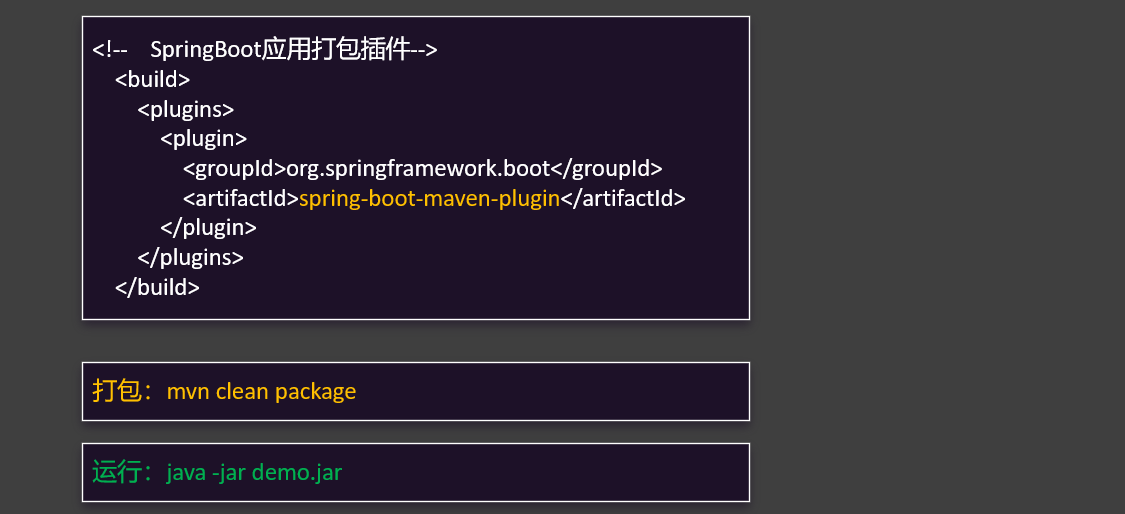 <!--    SpringBoot应用打包插件-->
<build>
<plugins>
<plugin>
<groupId>org.springframework.boot</groupId>
<artifactId>spring-boot-maven-plugin</artifactId>
</plugin>
</plugins>
</build>
打包：mvn clean package
运行：java -jar demo.jar